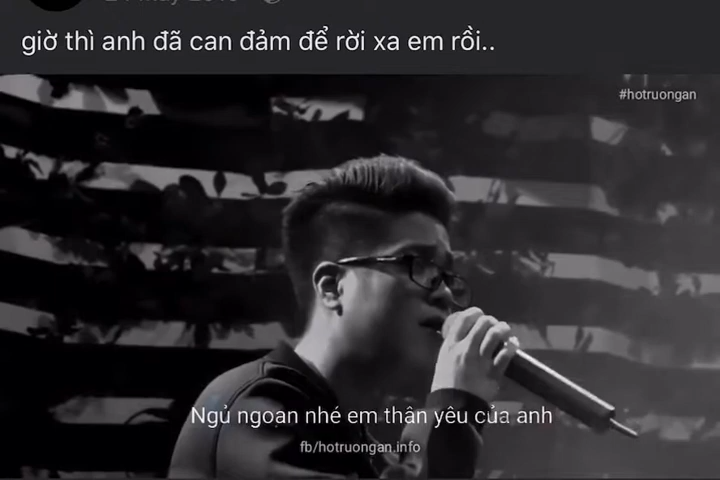 giờ thì anh đã can đảm để rời xa em rồi..
#hotruongan
Ngủ ngoan nhé em thân yêu của anh
fb/hotruongan.info